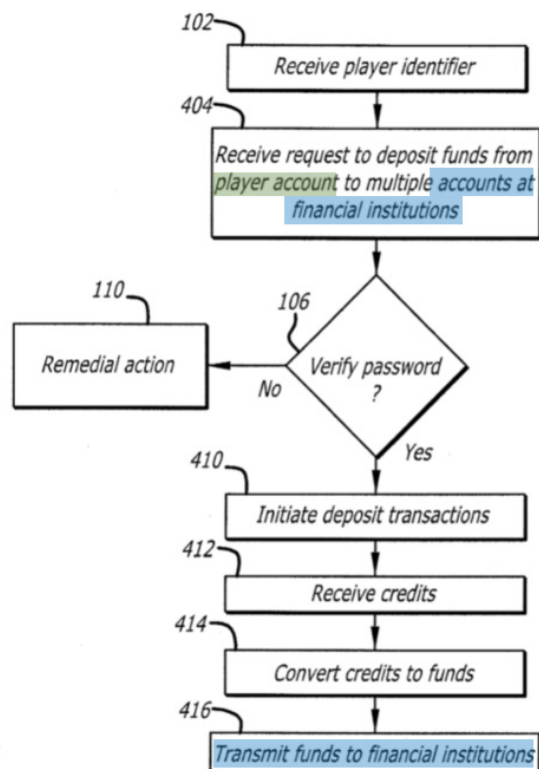 102
Receive player identifier
404
Receive request to deposit funds from
player account to multiple accounts at
financial institutions
110
Remedial action
106
Verify password
?
No
Yes
410
Initiate deposit transactions
412
Receive credits
414
Convert credits to funds
416
Transmit funds to financial institutions